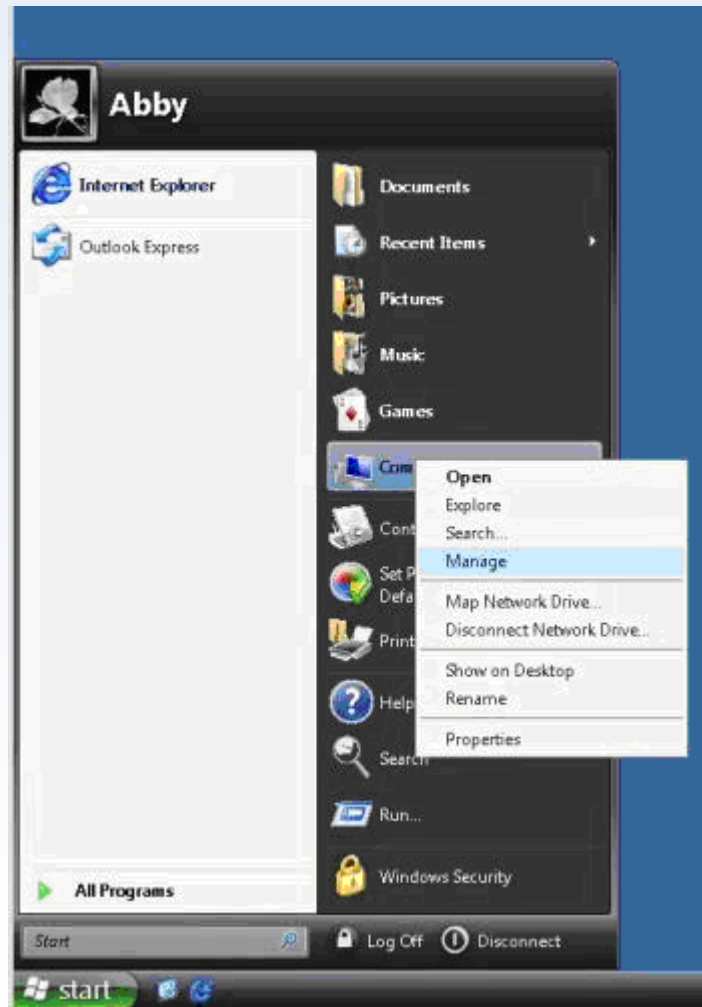 Abby
Internet Explorer
Outlook Express
All Programs
Start
Documents
Recent Items
Pictures
Music
Games
Com
Cont
Set P
Defa
Print
Help
Search
Run...
Windows Security
Open
Explore
Search...
Manage
Map Network Drive...
Disconnect Network Drive...
Show on Desktop
Rename
Properties
Log Off
Disconnect
start